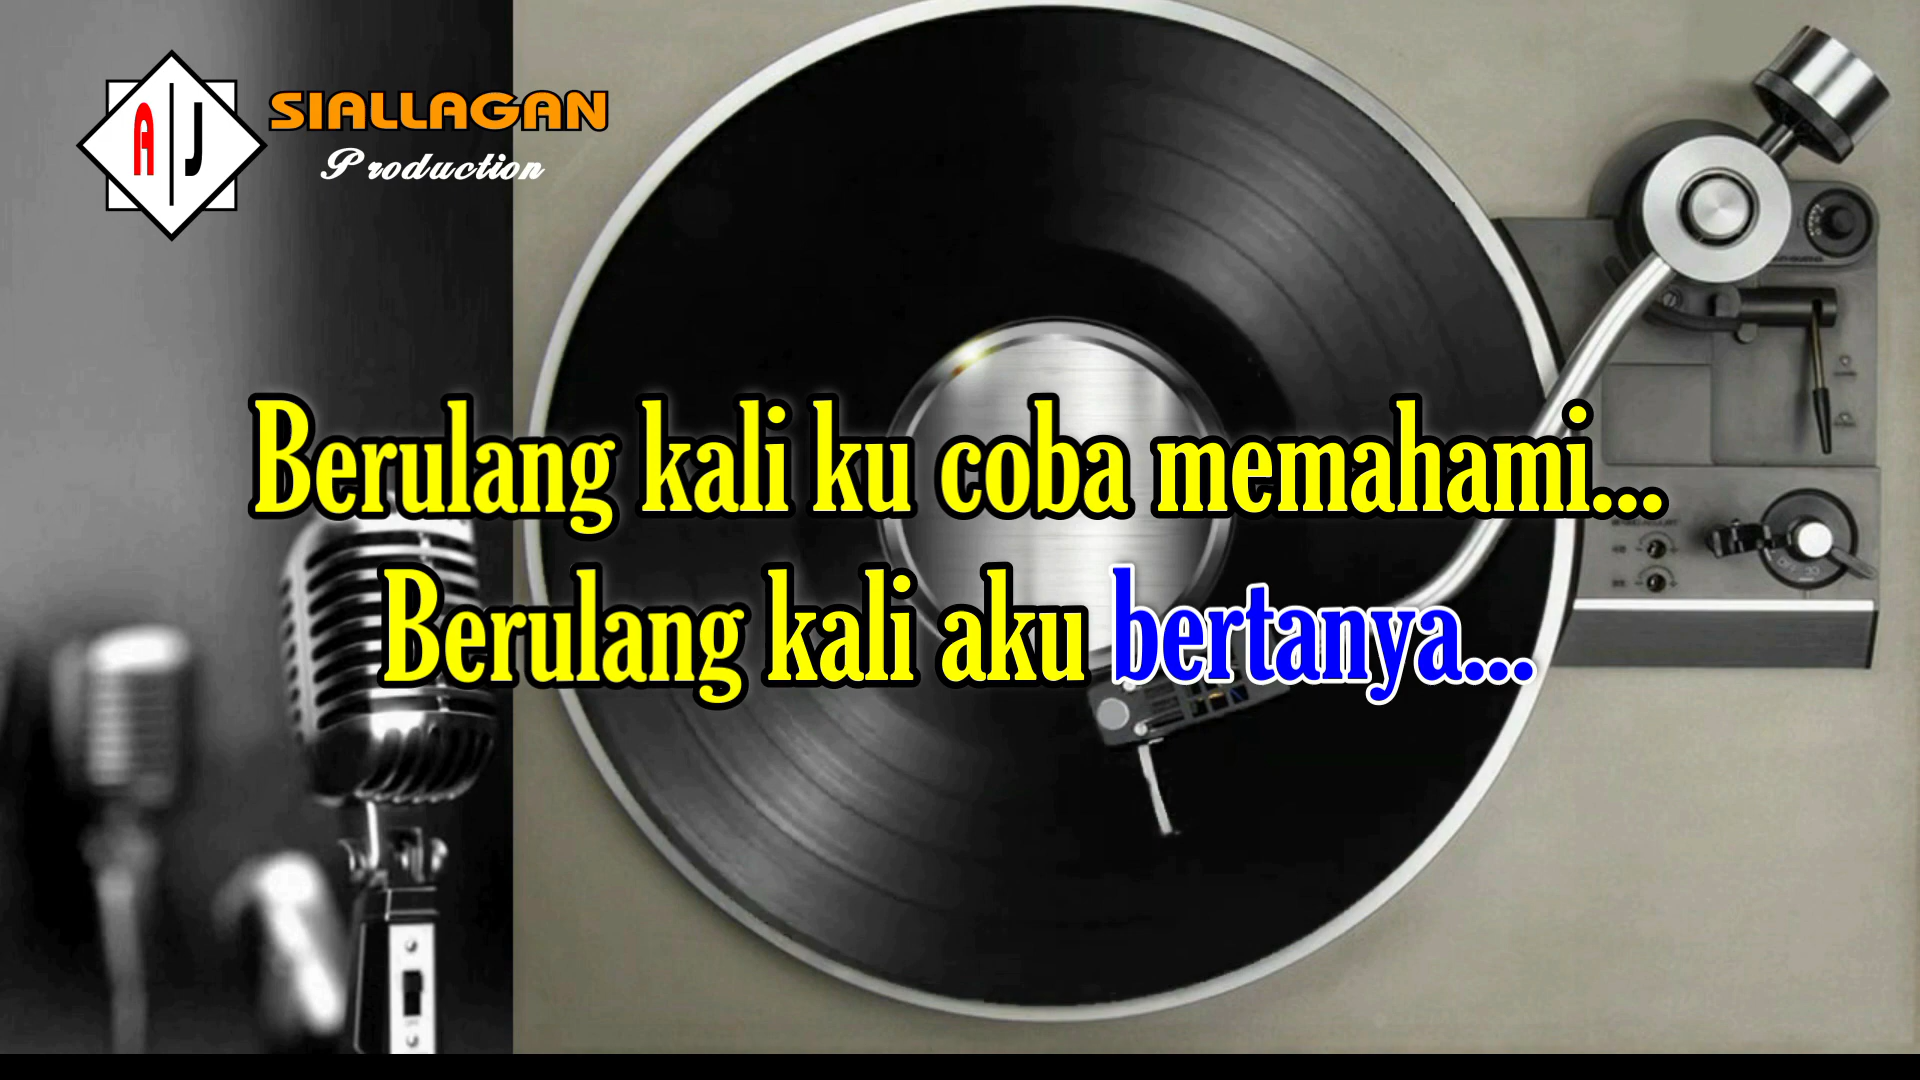 A J
SIALLAGAN
Production
Berulang kali ku coba memahami...
Berulang kali aku bertanya...